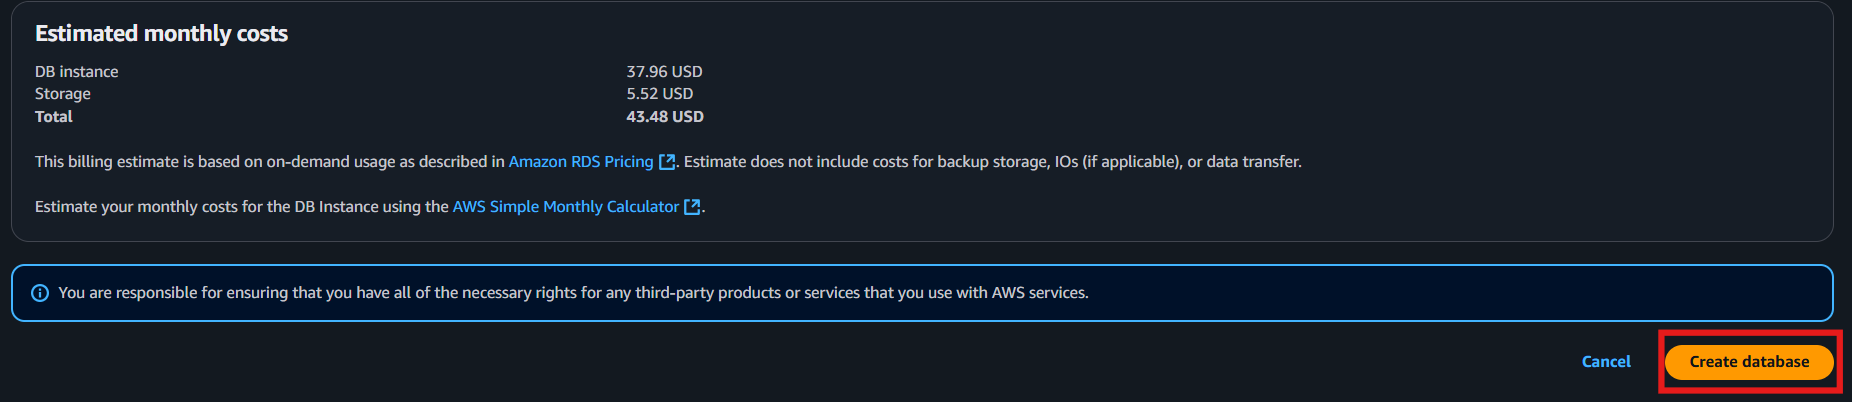 Estimated monthly costs
DB instance 37.96 USD
Storage 5.52 USD
Total 43.48 USD
This billing estimate is based on on-demand usage as described in Amazon RDS Pricing. Estimate does not include costs for backup storage, IOs (if applicable), or data transfer.
Estimate your monthly costs for the DB Instance using the AWS Simple Monthly Calculator.
You are responsible for ensuring that you have all of the necessary rights for any third-party products or services that you use with AWS services.
Cancel Create database